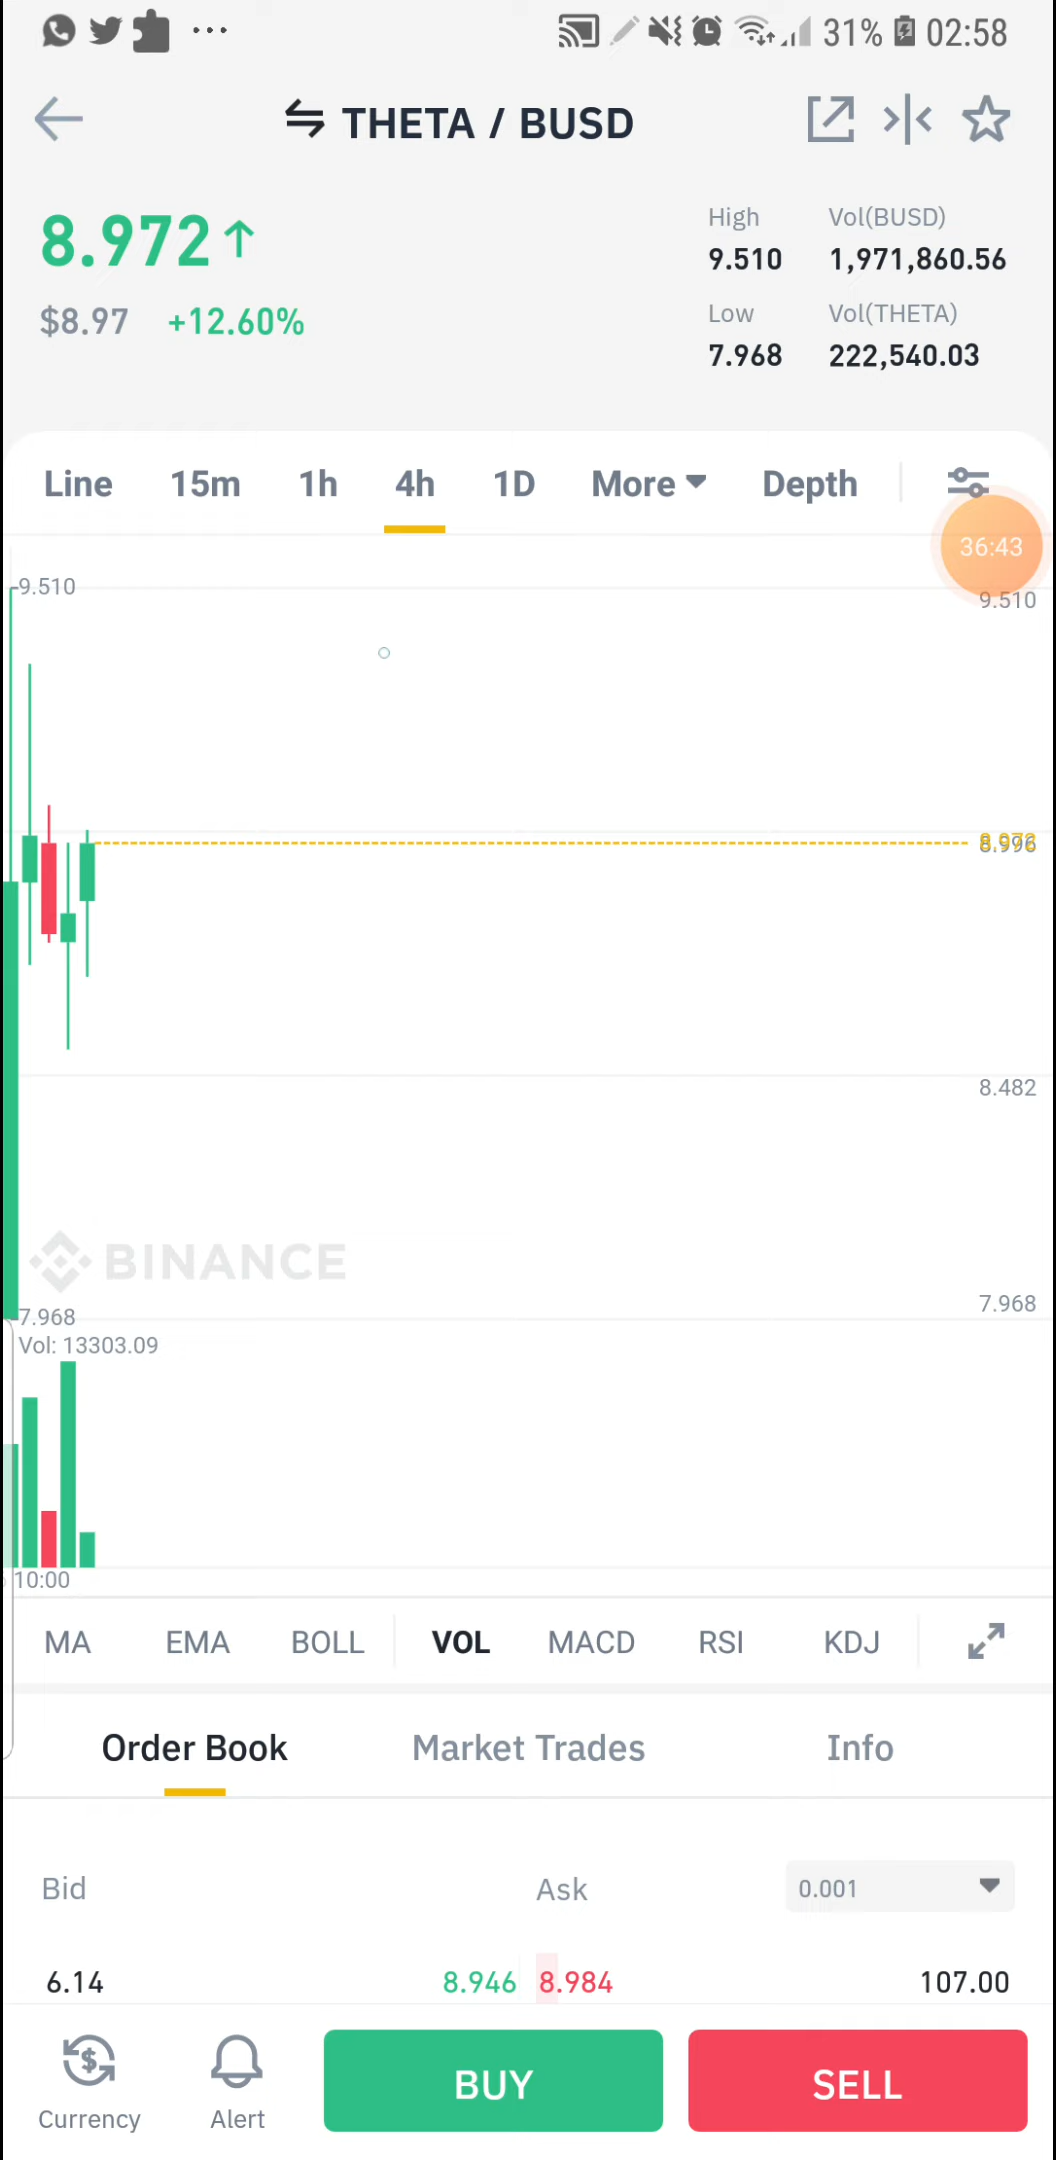 31% 02:58
THETA / BUSD
8.972
High Vol(BUSD)
9.510 1,971,860.56
$8.97 +12.60%
Low Vol(THETA)
7.968 222,540.03
Line 15m 1h 4h 1D More Depth
36:43
9.510
9.510
8.482
BINANCE
7.968
7.968
Vol: 13303.09
10:00
MA EMA BOLL VOL MACD RSI KDJ
Order Book Market Trades Info
Bid Ask 0.001
6.14 8.946 8.984 107.00
Currency Alert BUY SELL